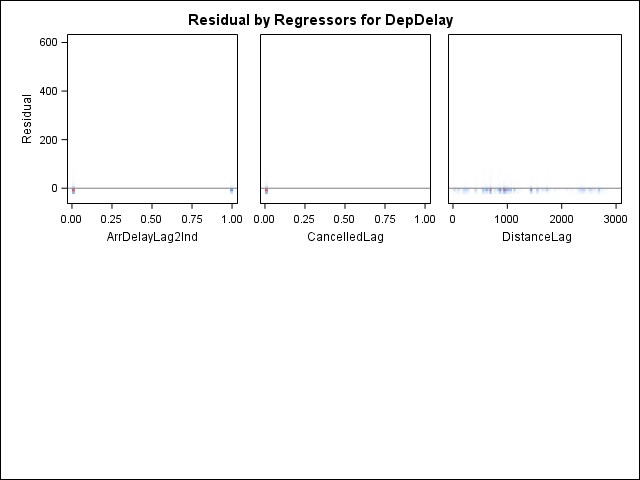 Residual by Regressors for DepDelay
Residual
600
400
200
0
0.00 0.25 0.50 0.75 1.00
ArrDelayLag2Ind
0.00 0.25 0.50 0.75 1.00
CancelledLag
0 1000 2000 3000
DistanceLag